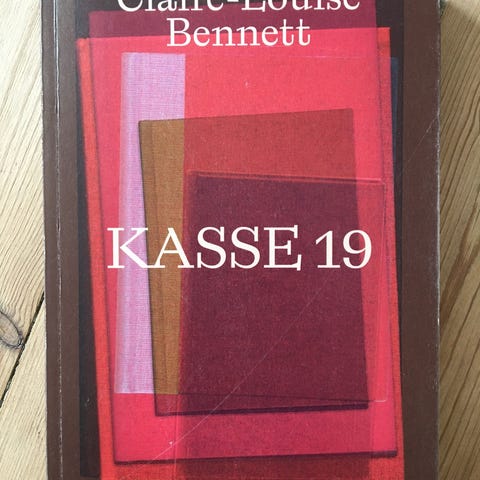 Claire-Louise
Bennett
KASSE 19